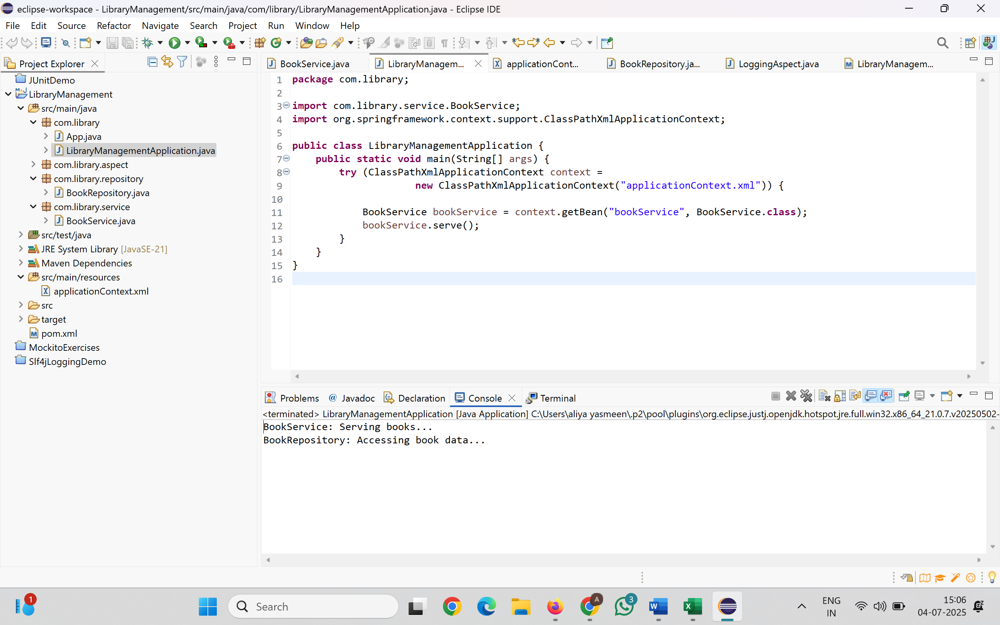 eclipse-workspace - LibraryManagement/src/main/java/com/library/LibraryManagementApplication.java - Eclipse IDE
File Edit Source Refactor Navigate Search Project Run Window Help
Project Explorer
JUnitDemo
LibraryManagement
src/main/java
com.library
App.java
LibraryManagementApplication.java
com.library.aspect
com.library.repository
BookRepository.java
com.library.service
BookService.java
src/test/java
JRE System Library [JavaSE-21]
Maven Dependencies
src/main/resources
applicationContext.xml
src
target
pom.xml
MockitoExercises
Slf4jLoggingDemo
BookService.java LibraryManagem... applicationCont... BookRepository.ja... LoggingAspect.java LibraryManagem...
1 package com.library;
2
3 import com.library.service.BookService;
4 import org.springframework.context.support.ClassPathXmlApplicationContext;
5
6 public class LibraryManagementApplication {
7 public static void main(String[] args) {
8 try (ClassPathXmlApplicationContext context =
9 new ClassPathXmlApplicationContext("applicationContext.xml")) {
10
11 BookService bookService = context.getBean("bookService", BookService.class);
12 bookService.serve();
13 }
14 }
15 }
16
Problems Javadoc Declaration Console Terminal
<terminated> LibraryManagementApplication [Java Application] C:\Users\aliya yasmeen\.p2\pool\plugins\org.eclipse.justj.openjdk.hotspot.jre.full.win32.x86_64_21.0.7.v20250502-
BookService: Serving books...
BookRepository: Accessing book data...
1
Search
A
3
ENG
IN
15:06
04-07-2025